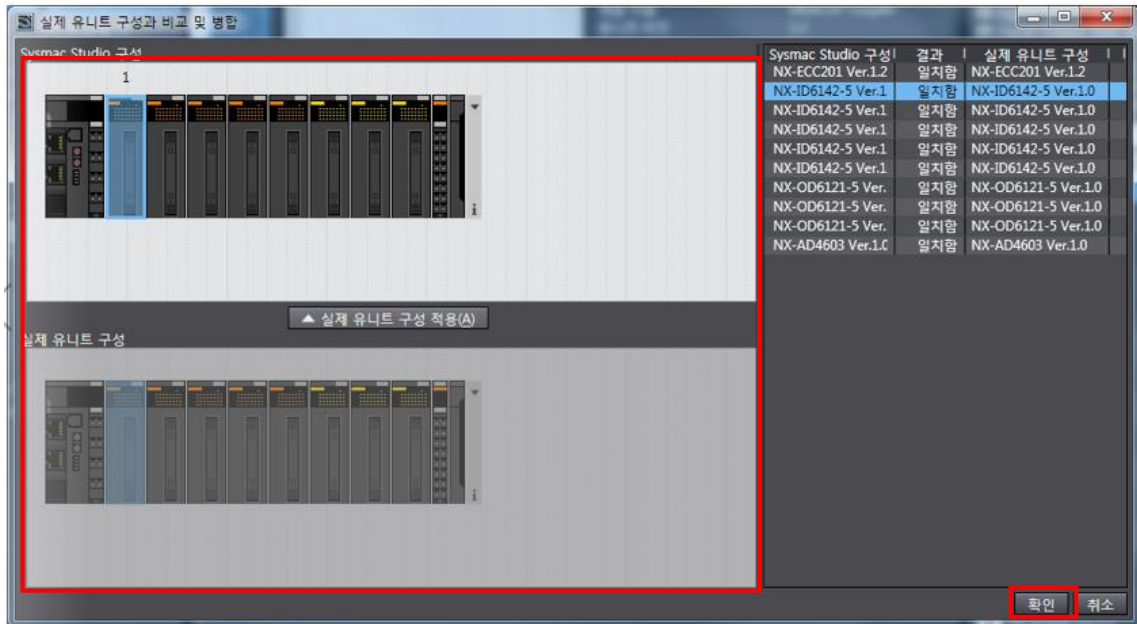 실제 유니트 구성과 비교 및 병합
Sysmac Studio 구성
1
실제 유니트 구성 적용(A)
실제 유니트 구성
Sysmac Studio 구성 결과 실제 유니트 구성
NX-ECC201 Ver.1.2 일치함 NX-ECC201 Ver.1.2
NX-ID6142-5 Ver.1 일치함 NX-ID6142-5 Ver.1.0
NX-ID6142-5 Ver.1 일치함 NX-ID6142-5 Ver.1.0
NX-ID6142-5 Ver.1 일치함 NX-ID6142-5 Ver.1.0
NX-ID6142-5 Ver.1 일치함 NX-ID6142-5 Ver.1.0
NX-ID6142-5 Ver.1 일치함 NX-ID6142-5 Ver.1.0
NX-OD6121-5 Ver. 일치함 NX-OD6121-5 Ver.1.0
NX-OD6121-5 Ver. 일치함 NX-OD6121-5 Ver.1.0
NX-OD6121-5 Ver. 일치함 NX-OD6121-5 Ver.1.0
NX-AD4603 Ver.1.0 일치함 NX-AD4603 Ver.1.0
확인 취소